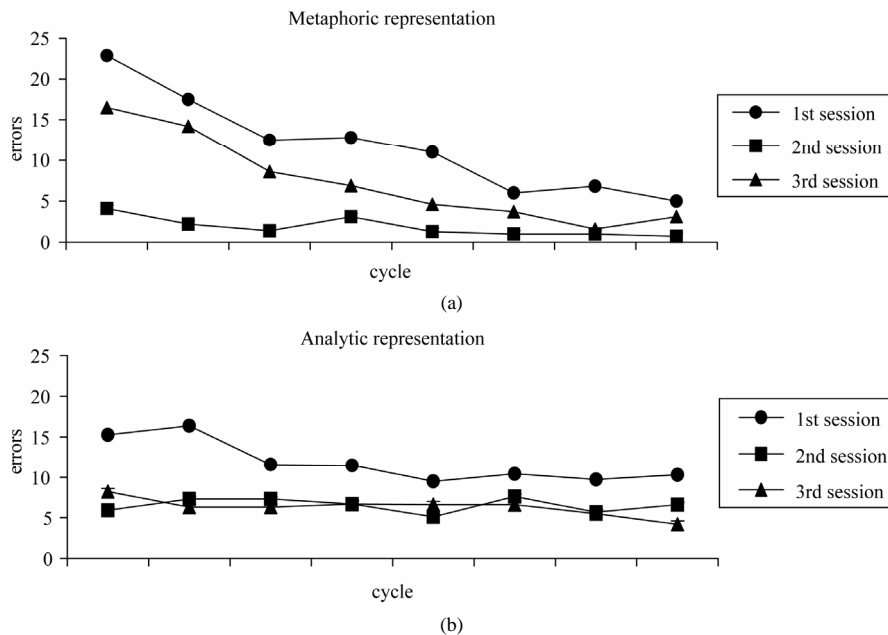 Metaphoric representation
25
20
15
10
5
0
errors
cycle
1st session
2nd session
3rd session
(a)
Analytic representation
25
20
15
10
5
0
errors
cycle
1st session
2nd session
3rd session
(b)